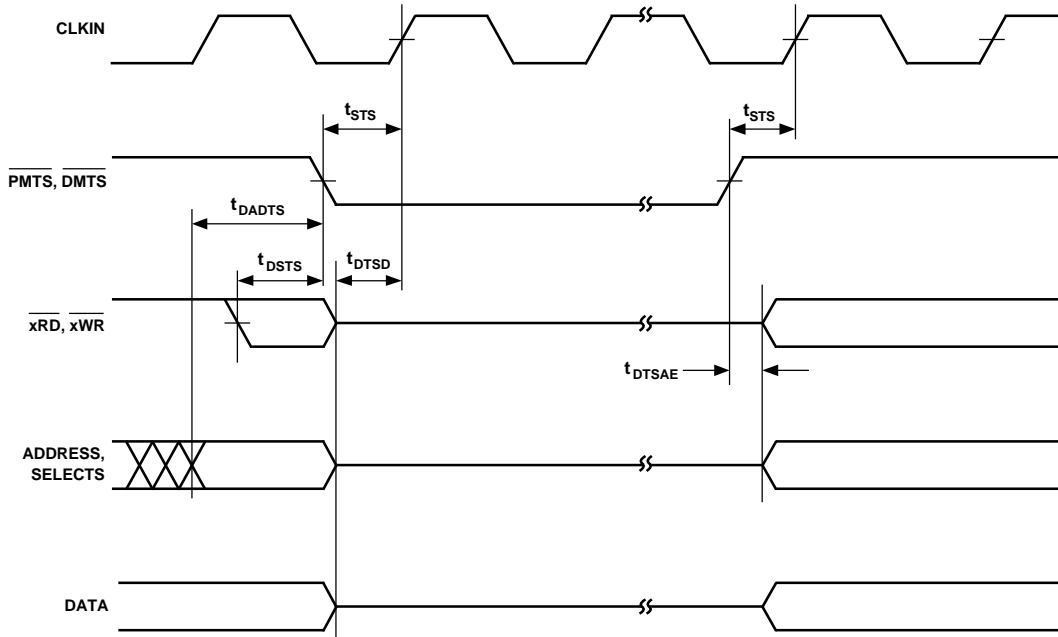 CLKIN
tSTS
tSTS
PMTS, DMTS
tDADTS
tDSTS
tDTSD
xRD, xWR
tDTSAE
ADDRESS,
SELECTS
DATA